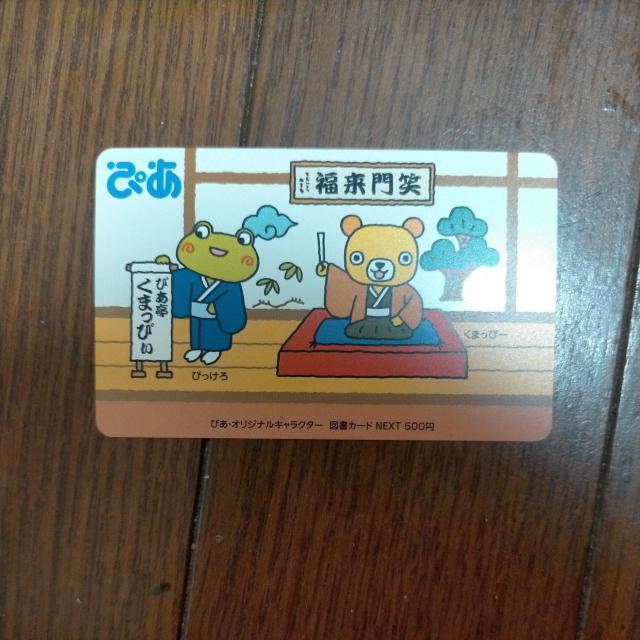 ぴあ
笑門来福
ぴあ亭
くまっぴぃ
くまっぴー
ぴっけろ
ぴあ・オリジナルキャラクター 図書カード NEXT 500円